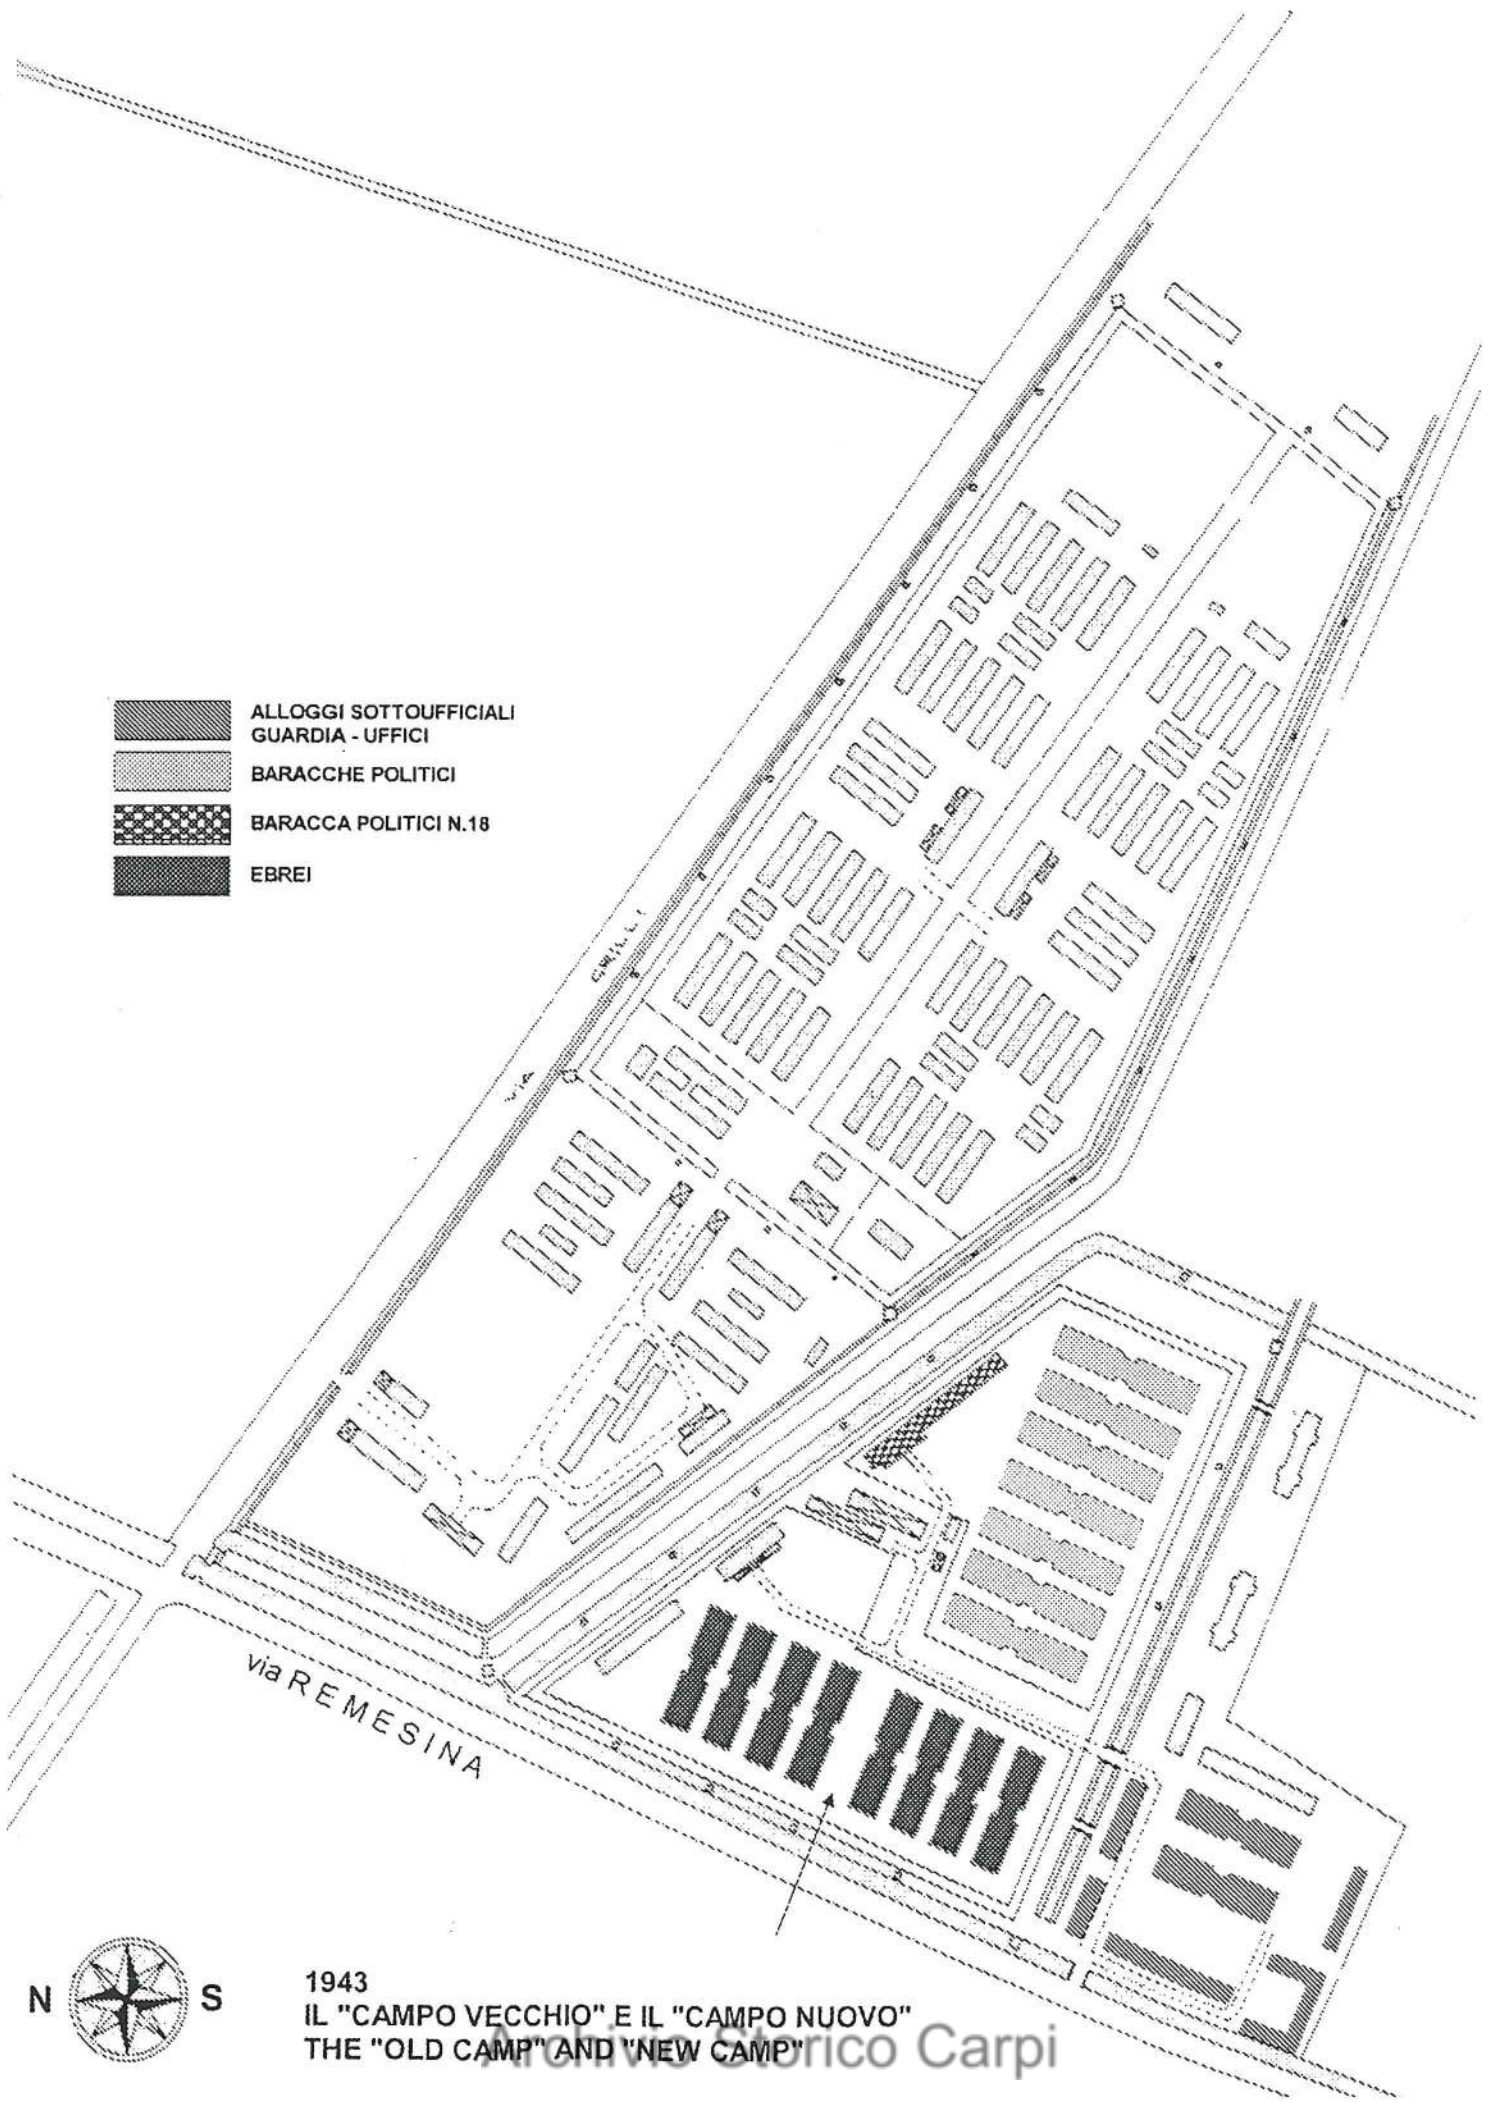 ALLOGGI SOTTOUFFICIALI
GUARDIA - UFFICI
BARACCHE POLITICI
BARACCA POLITICI N.18
EBREI
VIA
via REMESINA
N S
1943
IL "CAMPO VECCHIO" E IL "CAMPO NUOVO"
THE "OLD CAMP" AND "NEW CAMP"
Archivio Storico Carpi